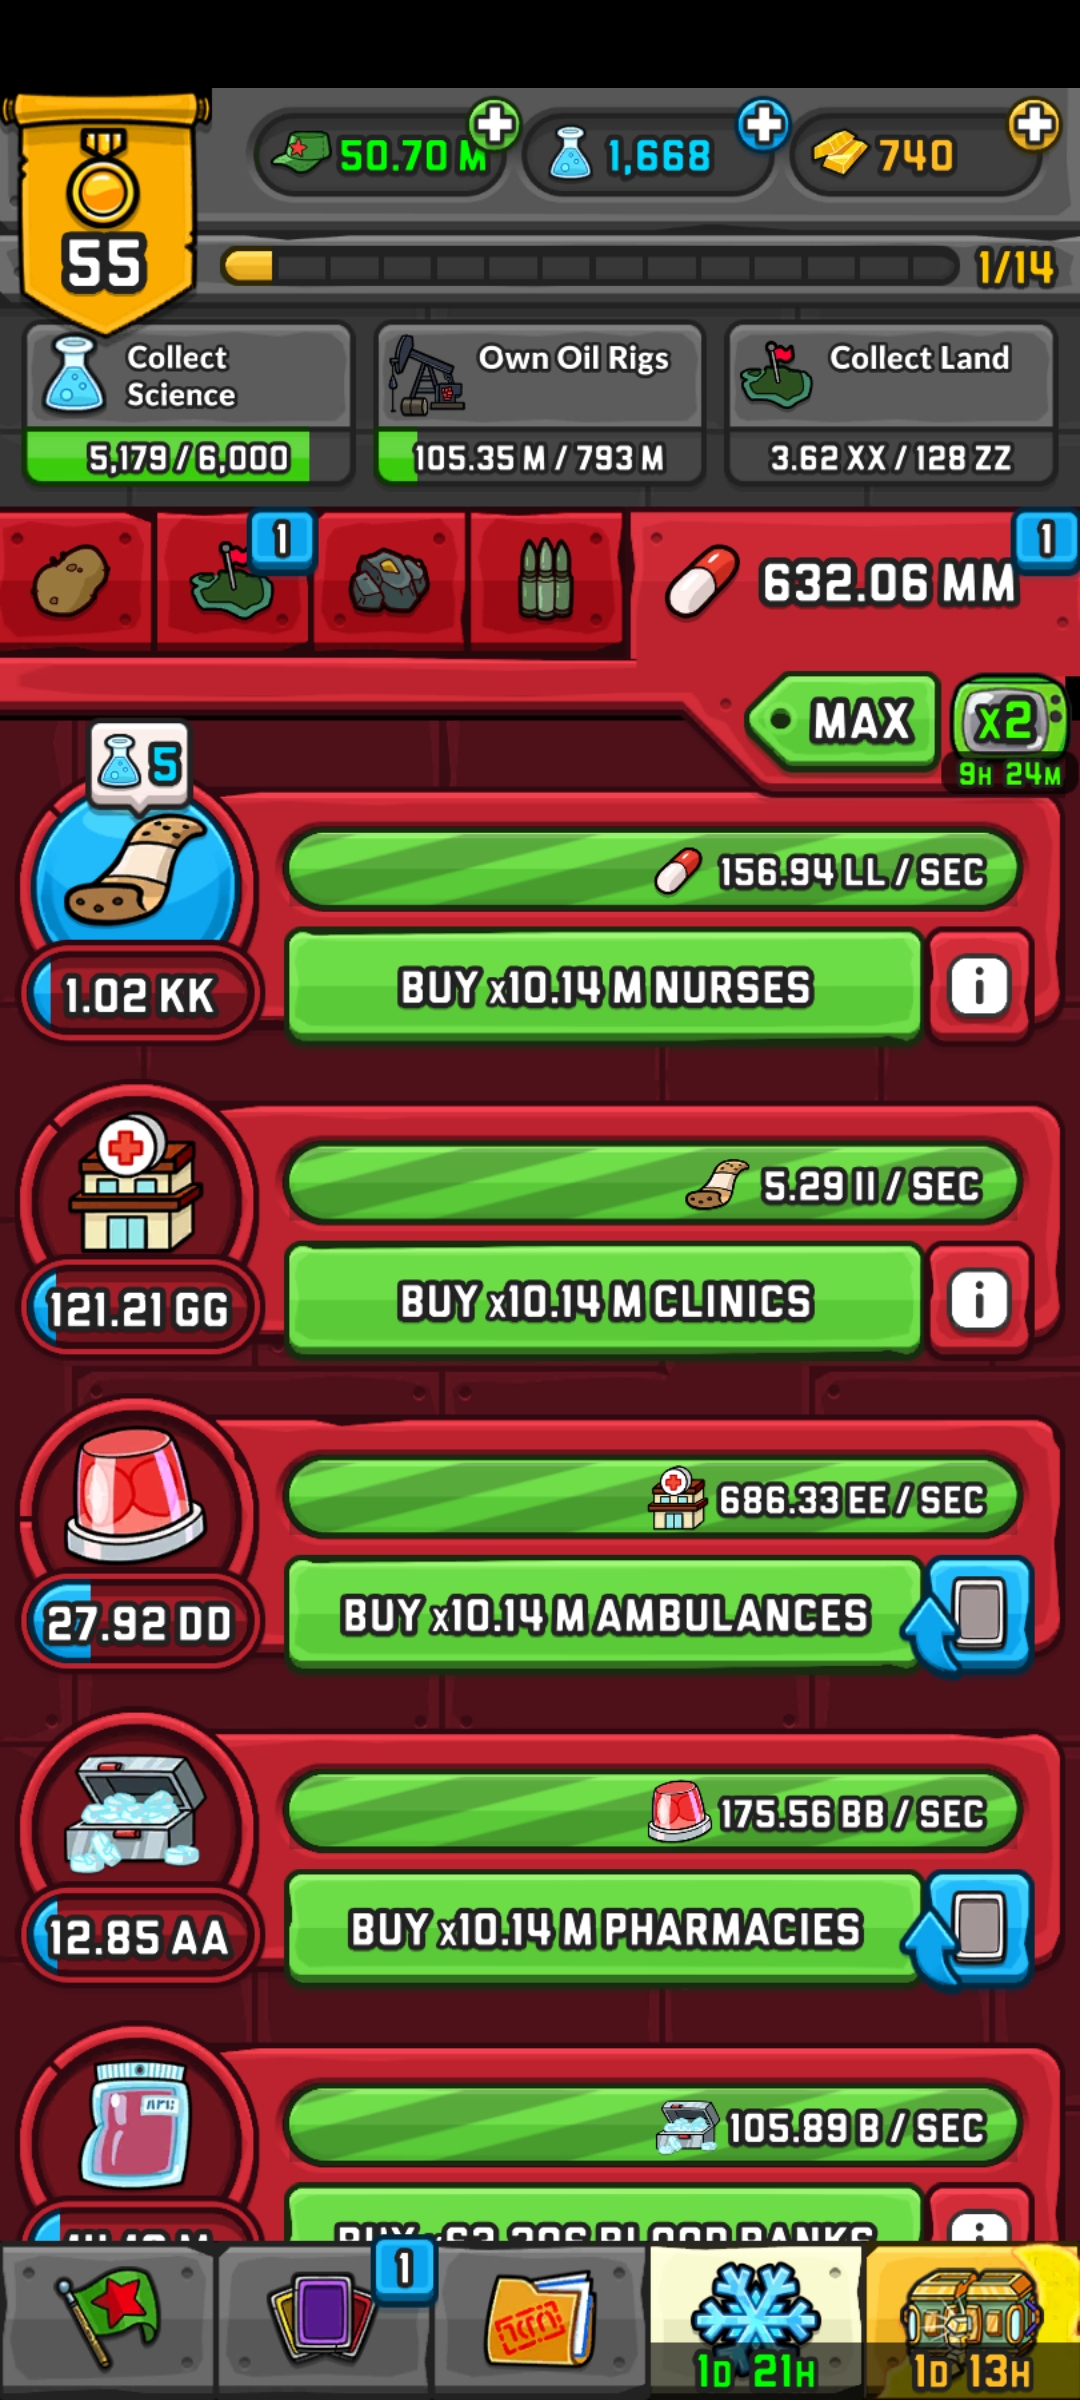 50.70 M
1,668
740
55
1/14
Collect
Science
Own Oil Rigs
Collect Land
5,179 / 6,000
105.35 M / 793 M
3.62 XX / 128 ZZ
1
1
632.06 MM
MAX
x2
9H 24M
5
156.94 LL / SEC
1.02 KK
BUY x10.14 M NURSES
i
5.29 II / SEC
121.21 GG
BUY x10.14 M CLINICS
i
686.33 EE / SEC
27.92 DD
BUY x10.14 M AMBULANCES
175.56 BB / SEC
12.85 AA
BUY x10.14 M PHARMACIES
105.89 B / SEC
BLOOD BANKS
1
1D 21H
1D 13H